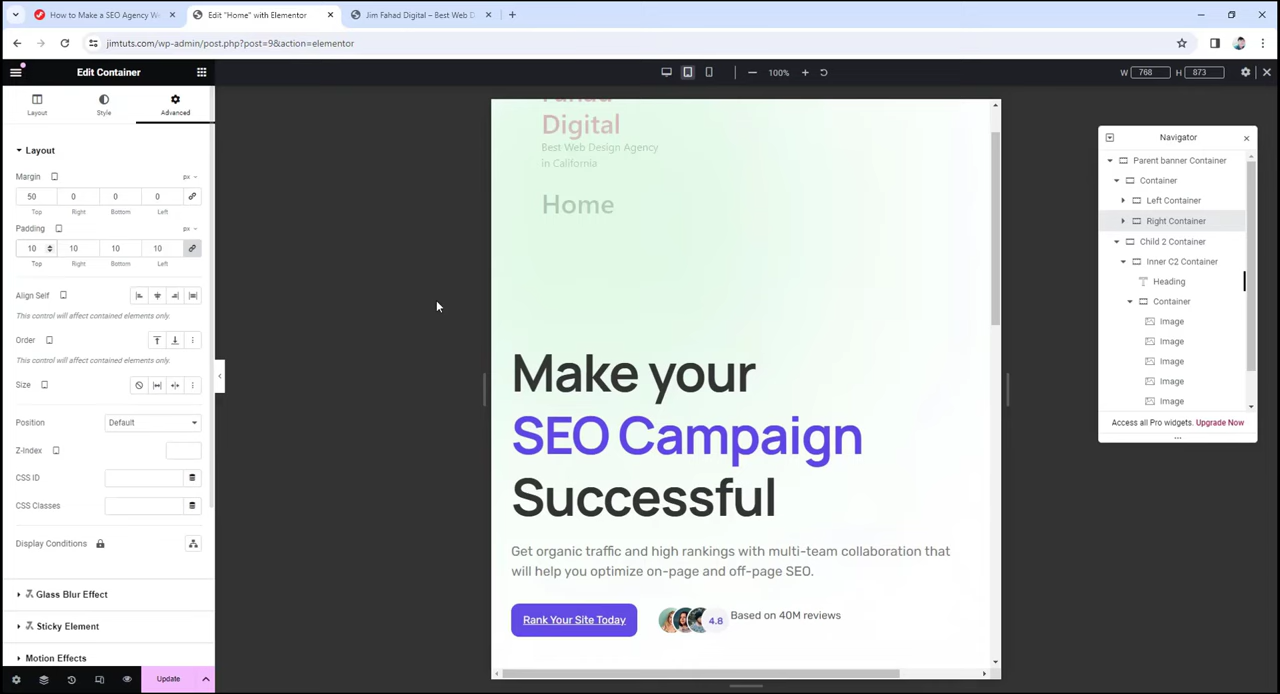 How to Make a SEO Agency W
Edit "Home" with Elementor
Jim Fahad Digital – Best Web D
jimtuts.com/wp-admin/post.php?post=9&action=elementor
Edit Container
100%
W 768 H 873
Layout
Style
Advanced
Layout
Margin
px
50 0 0 0
Top Right Bottom Left
Padding
px
10 10 10 10
Top Right Bottom Left
Align Self
This control will affect contained elements only.
Order
This control will affect contained elements only.
Size
Position
Default
Z-Index
CSS ID
CSS Classes
Display Conditions
Glass Blur Effect
Sticky Element
Motion Effects
Update
Fahad
Digital
Best Web Design Agency
in California
Home
Make your
SEO Campaign
Successful
Get organic traffic and high rankings with multi-team collaboration that
will help you optimize on-page and off-page SEO.
Rank Your Site Today
4.8
Based on 40M reviews
Navigator
Parent banner Container
Container
Left Container
Right Container
Child 2 Container
Inner C2 Container
Heading
Container
Image
Image
Image
Image
Image
Access all Pro widgets. Upgrade Now